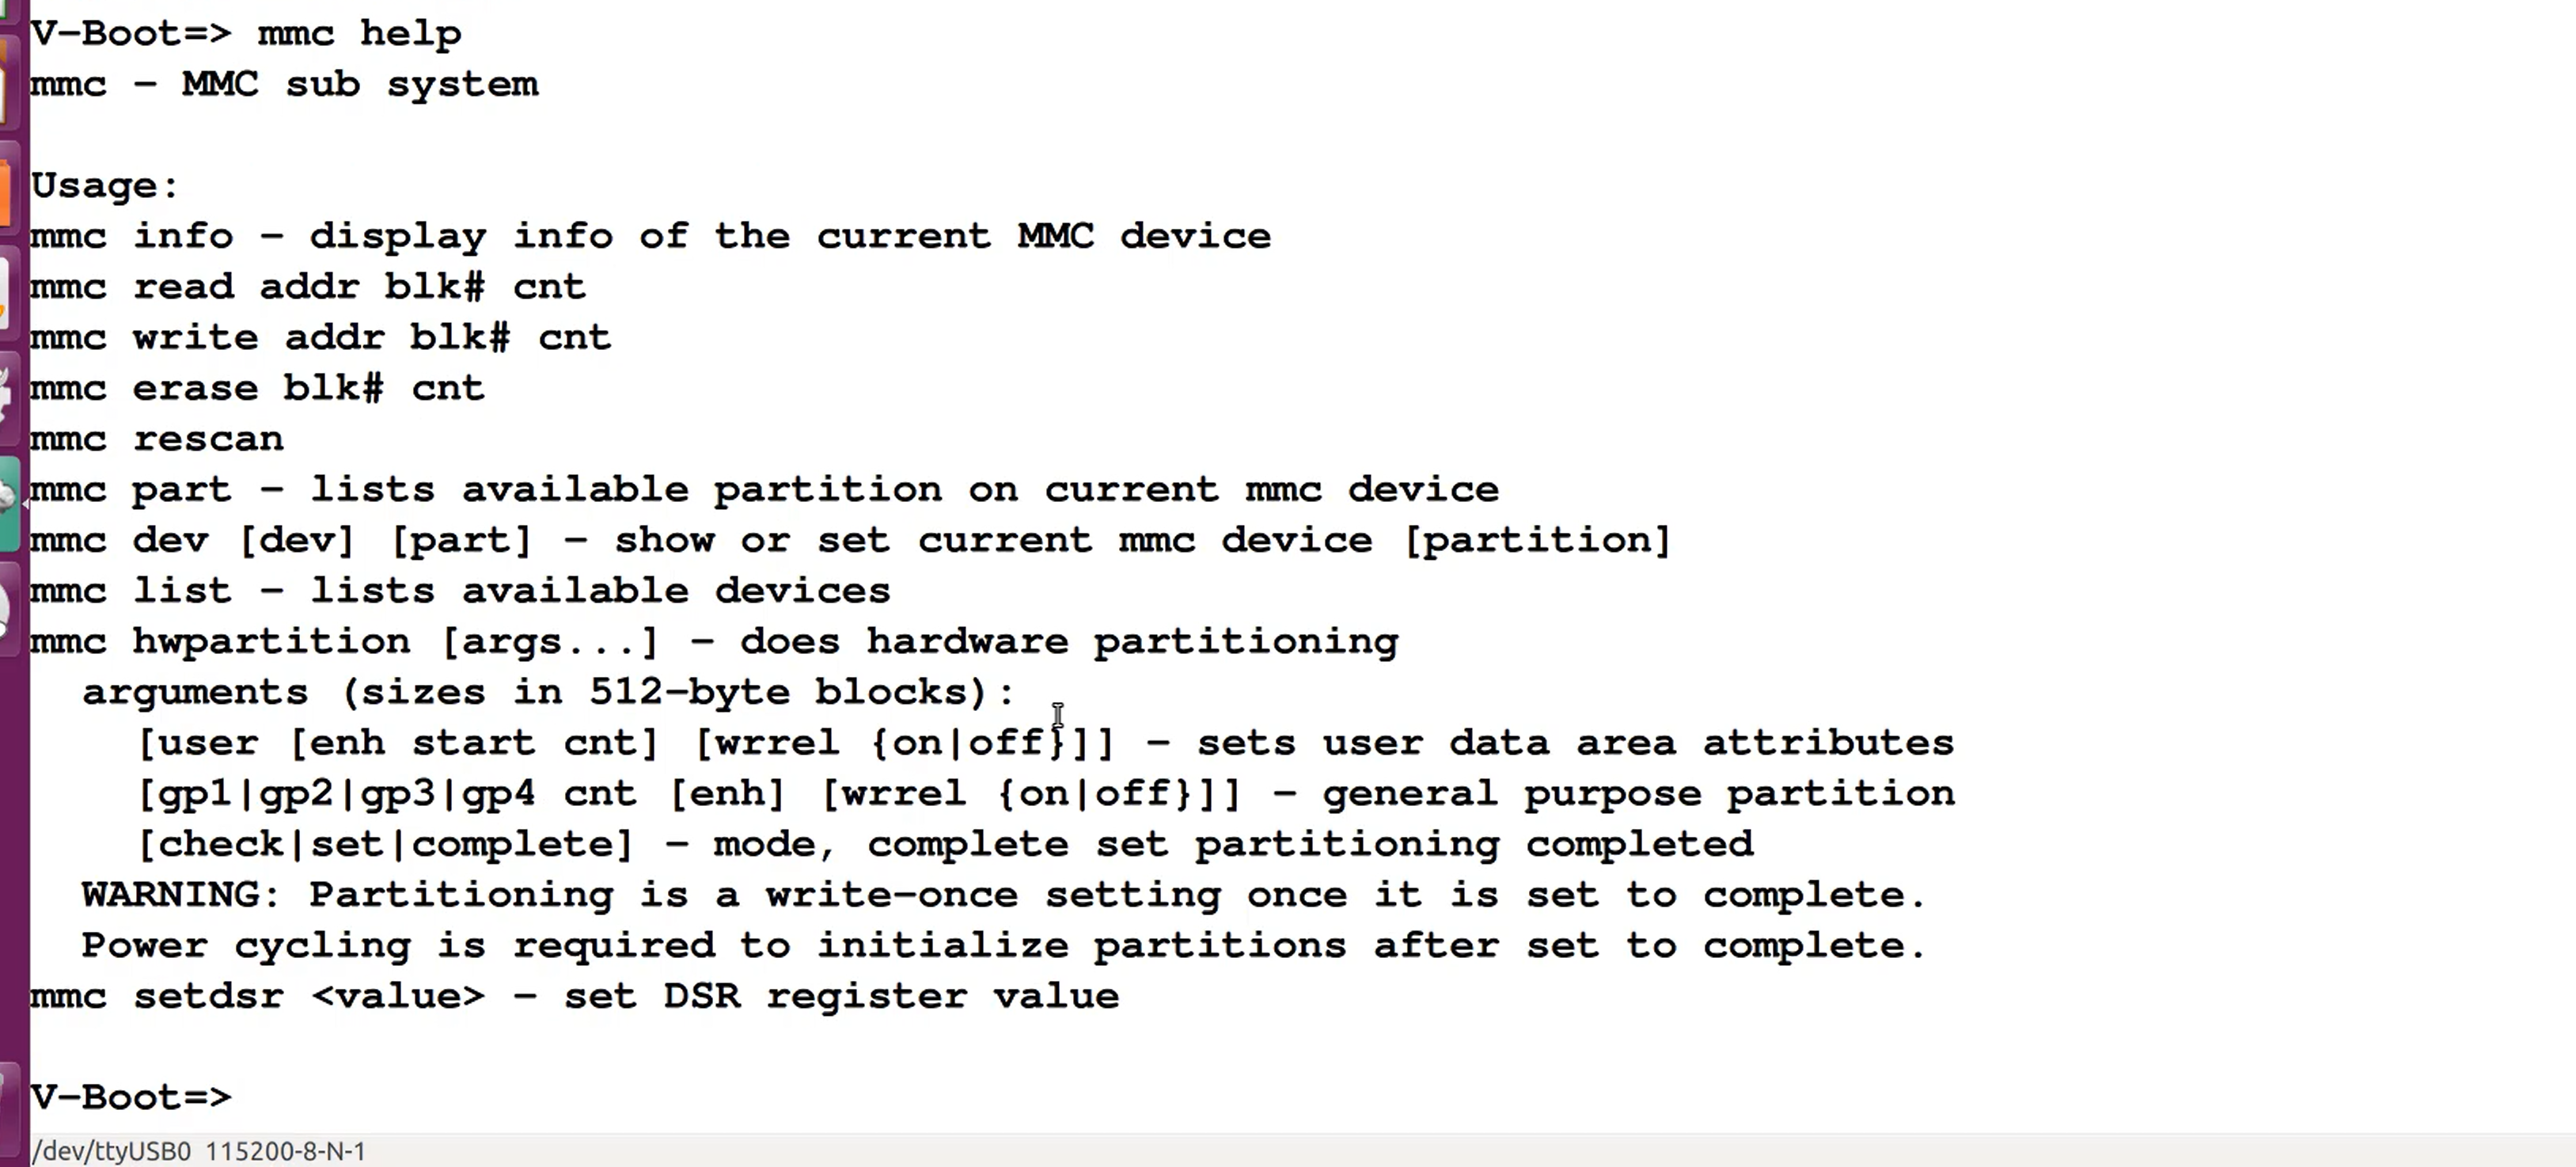 V-Boot=> mmc help
mmc - MMC sub system
Usage:
mmc info - display info of the current MMC device
mmc read addr blk# cnt
mmc write addr blk# cnt
mmc erase blk# cnt
mmc rescan
mmc part - lists available partition on current mmc device
mmc dev [dev] [part] - show or set current mmc device [partition]
mmc list - lists available devices
mmc hwpartition [args...] - does hardware partitioning
arguments (sizes in 512-byte blocks):
[user [enh start cnt] [wrrel {on|off}]] - sets user data area attributes
[gp1|gp2|gp3|gp4 cnt [enh] [wrrel {on|off}]] - general purpose partition
[check|set|complete] - mode, complete set partitioning completed
WARNING: Partitioning is a write-once setting once it is set to complete.
Power cycling is required to initialize partitions after set to complete.
mmc setdsr <value> - set DSR register value
V-Boot=>
/dev/ttyUSB0 115200-8-N-1